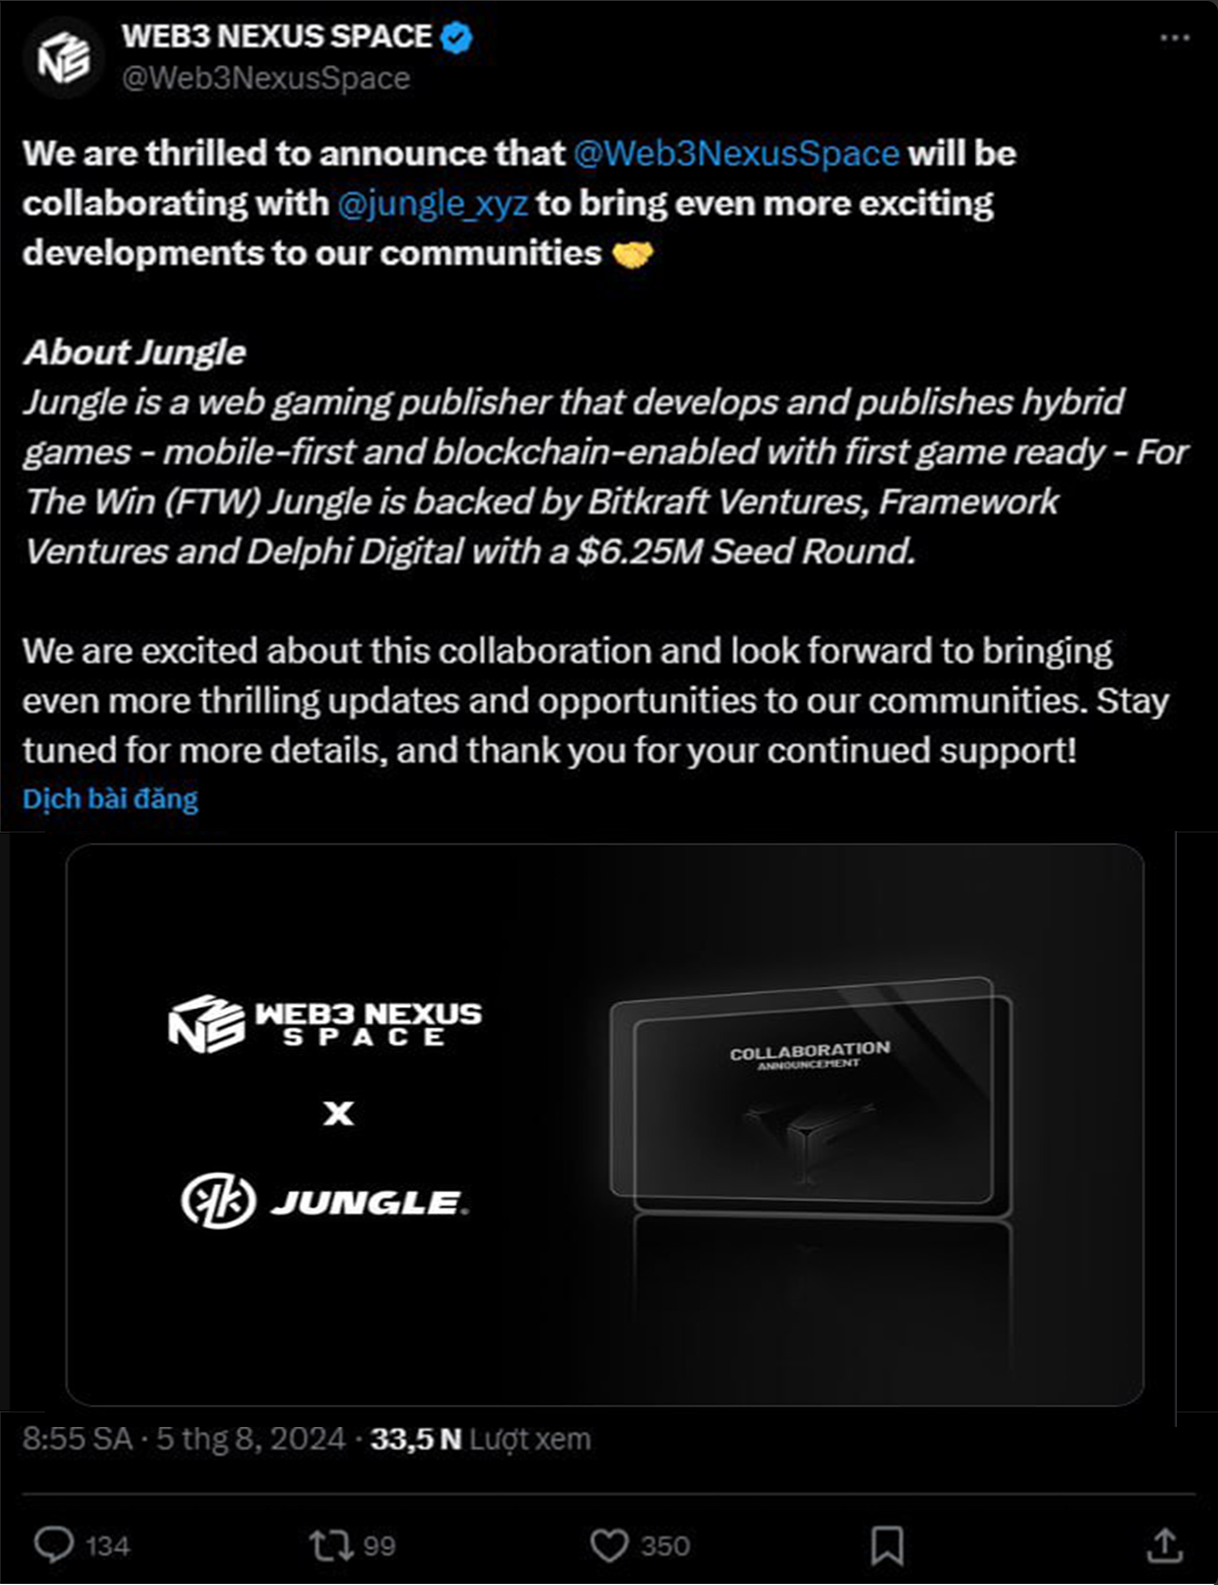 WEB3 NEXUS SPACE
@Web3NexusSpace
We are thrilled to announce that @Web3NexusSpace will be
collaborating with @jungle_xyz to bring even more exciting
developments to our communities 🤝
About Jungle
Jungle is a web gaming publisher that develops and publishes hybrid
games - mobile-first and blockchain-enabled with first game ready - For
The Win (FTW) Jungle is backed by Bitkraft Ventures, Framework
Ventures and Delphi Digital with a $6.25M Seed Round.
We are excited about this collaboration and look forward to bringing
even more thrilling updates and opportunities to our communities. Stay
tuned for more details, and thank you for your continued support!
Dịch bài đăng
WEB3 NEXUS
SPACE
X
JUNGLE
COLLABORATION
ANNOUNCEMENT
8:55 SA · 5 thg 8, 2024 · 33,5 N Lượt xem
134
99
350